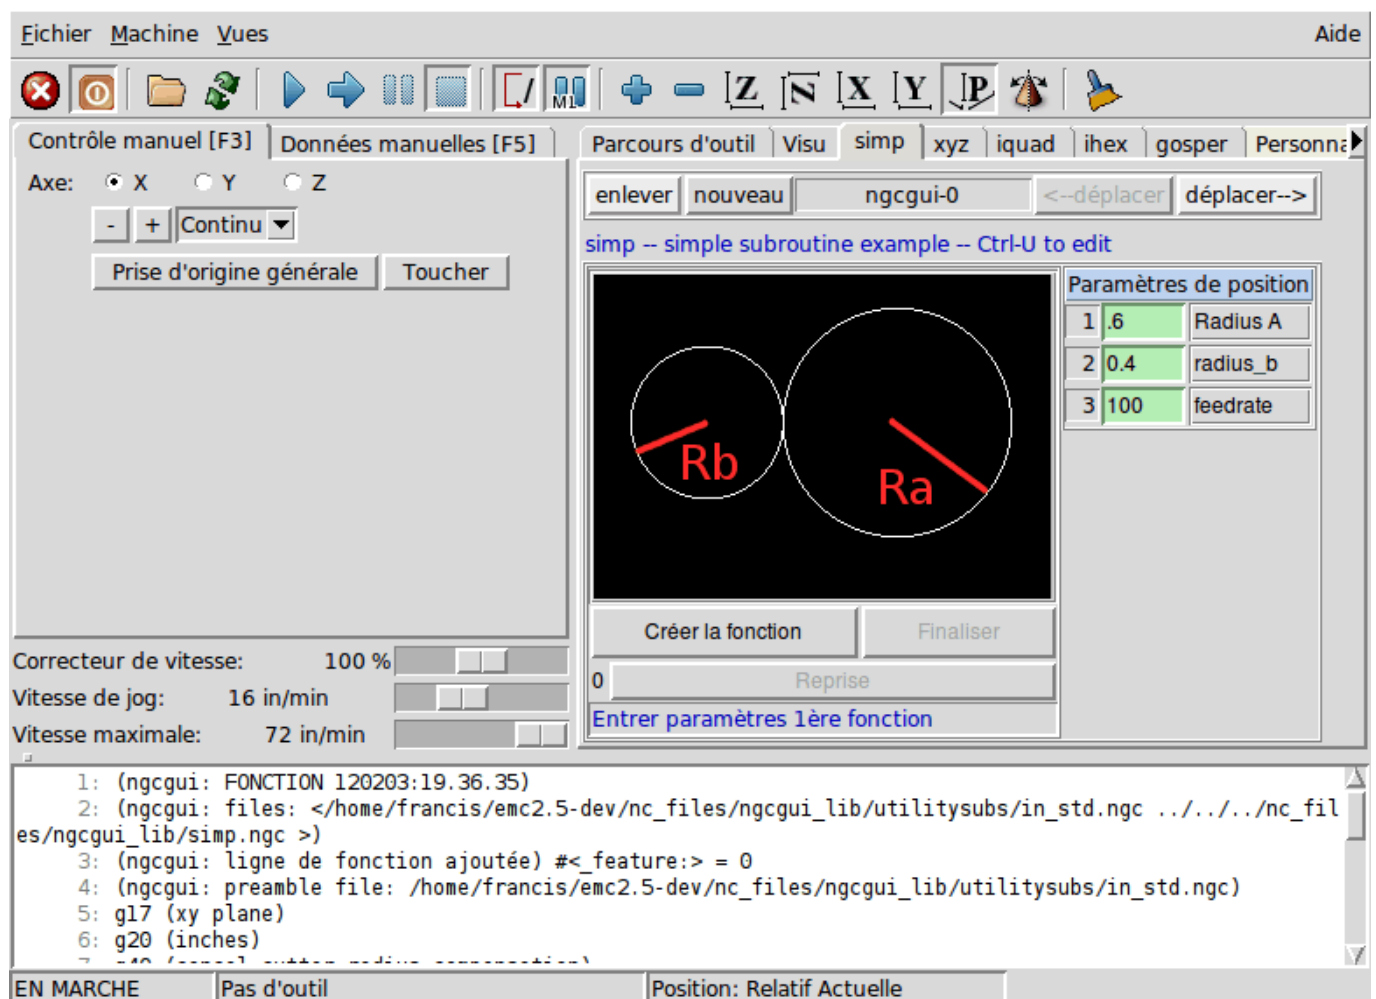 Fichier Machine Vues Aide
M1 Z N X Y P
Contrôle manuel [F3] Données manuelles [F5]
Parcours d'outil Visu simp xyz iquad ihex gosper Personna
Axe: X Y Z
- + Continu
Prise d'origine générale Toucher
enlever nouveau ngcgui-0 <--déplacer déplacer-->
simp -- simple subroutine example -- Ctrl-U to edit
Rb
Ra
Paramètres de position
1 .6 Radius A
2 0.4 radius_b
3 100 feedrate
Créer la fonction Finaliser
0 Reprise
Entrer paramètres 1ère fonction
Correcteur de vitesse: 100 %
Vitesse de jog: 16 in/min
Vitesse maximale: 72 in/min
1: (ngcgui: FONCTION 120203:19.36.35)
2: (ngcgui: files: </home/francis/emc2.5-dev/nc_files/ngcgui_lib/utilitysubs/in_std.ngc ../../../nc_fil
es/ngcgui_lib/simp.ngc >)
3: (ngcgui: ligne de fonction ajoutée) #<_feature:> = 0
4: (ngcgui: preamble file: /home/francis/emc2.5-dev/nc_files/ngcgui_lib/utilitysubs/in_std.ngc)
5: g17 (xy plane)
6: g20 (inches)
EN MARCHE Pas d'outil Position: Relatif Actuelle